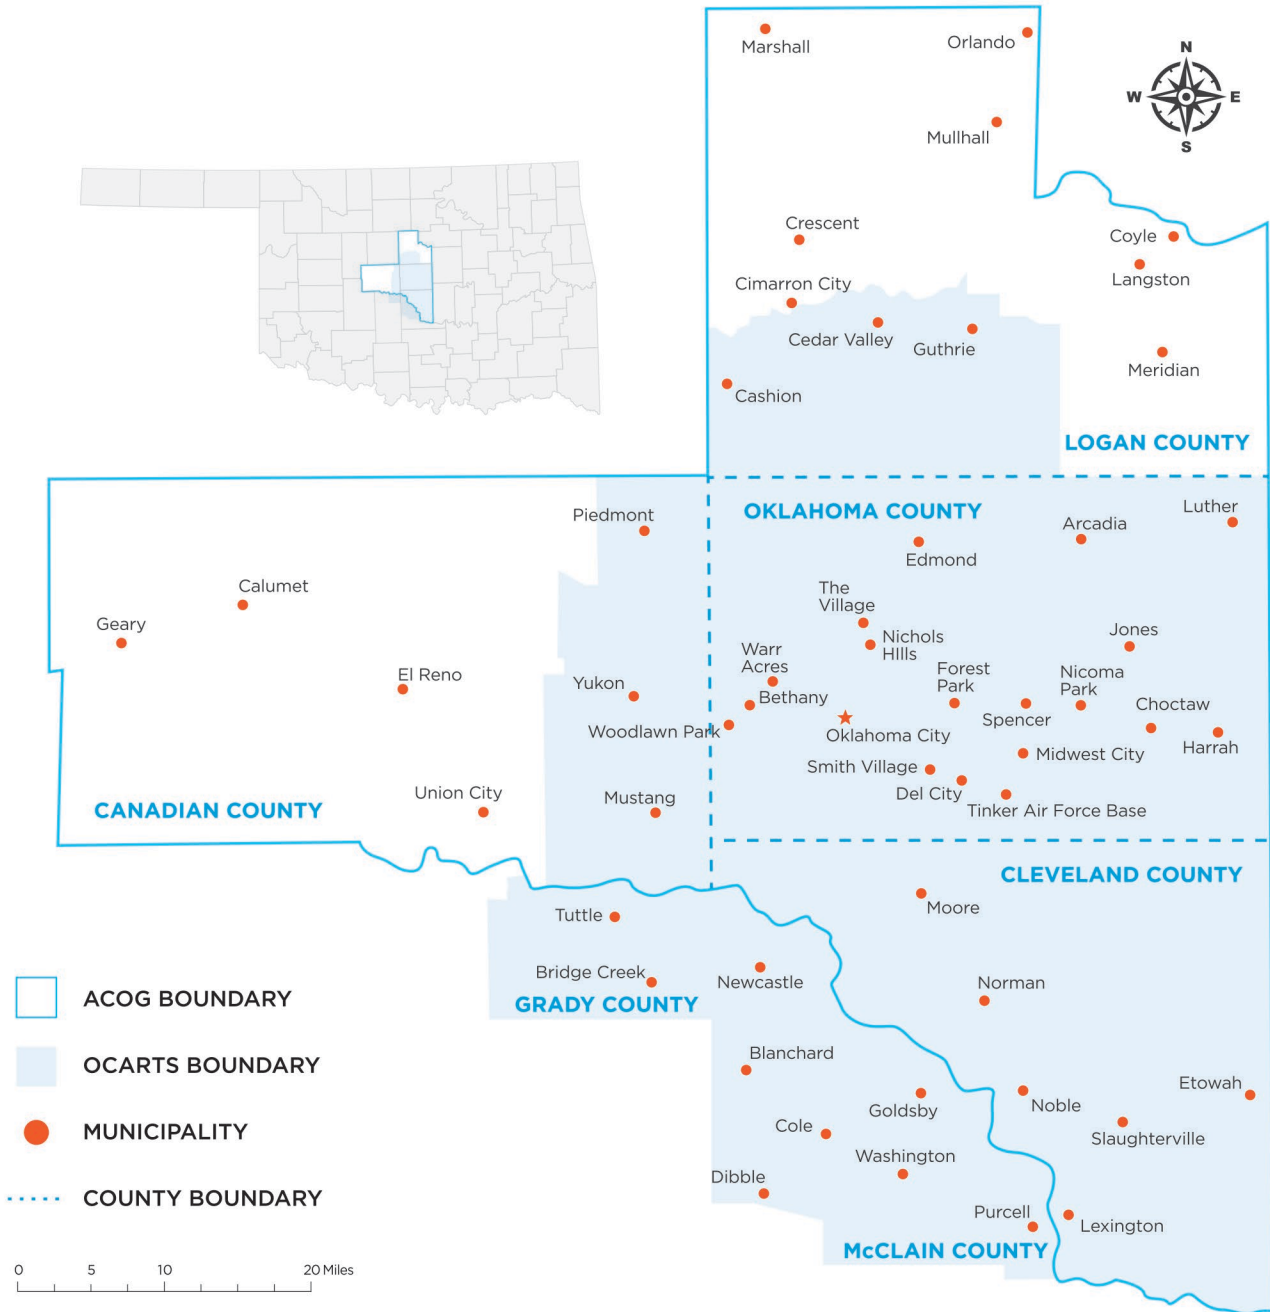 Marshall
Orlando
N
W
E
S
Mullhall
Crescent
Coyle
Langston
Cimarron City
Cedar Valley
Guthrie
Meridian
Cashion
LOGAN COUNTY
OKLAHOMA COUNTY
Piedmont
Luther
Arcadia
Edmond
Calumet
The
Village
Geary
Nichols
HIlls
Jones
Warr
Acres
El Reno
Forest
Park
Nicoma
Park
Yukon
Bethany
Choctaw
Spencer
Woodlawn Park
Oklahoma City
Harrah
Midwest City
Smith Village
Union City
Mustang
Del City
CANADIAN COUNTY
Tinker Air Force Base
CLEVELAND COUNTY
Moore
Tuttle
Bridge Creek
Newcastle
Norman
GRADY COUNTY
ACOG BOUNDARY
OCARTS BOUNDARY
MUNICIPALITY
COUNTY BOUNDARY
Blanchard
Etowah
Goldsby
Noble
Cole
Slaughterville
Washington
Dibble
Purcell
Lexington
McCLAIN COUNTY
0 5 10 20 Miles